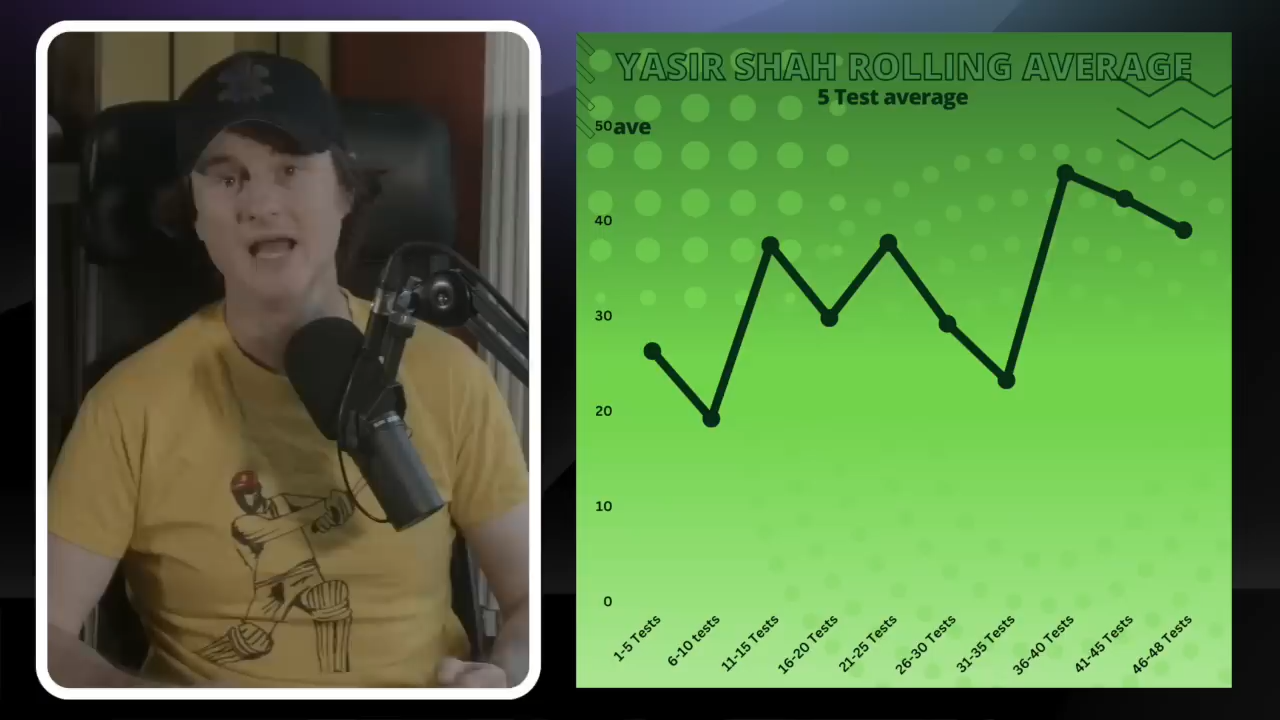 YASIR SHAH ROLLING AVERAGE
5 Test average
50 ave
40
30
20
10
0
1-5 Tests
6-10 tests
11-15 Tests
16-20 Tests
21-25 Tests
26-30 Tests
31-35 Tests
36-40 Tests
41-45 Tests
46-48 Tests